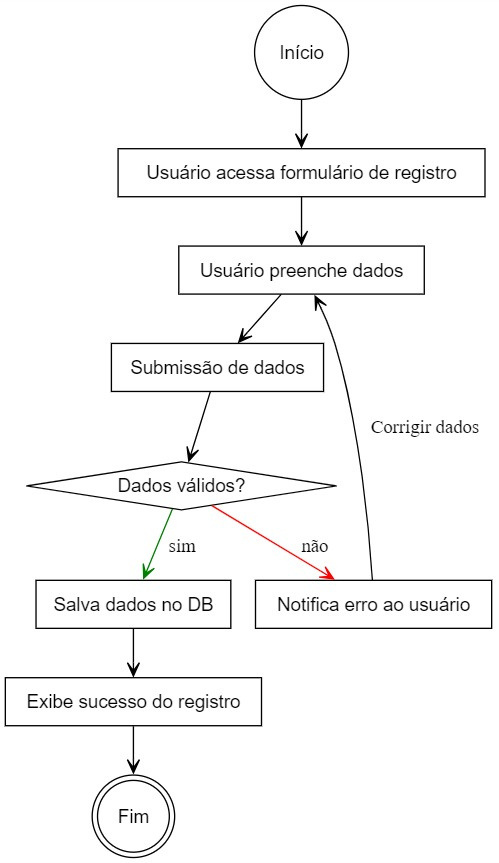 Início
Usuário acessa formulário de registro
Usuário preenche dados
Submissão de dados
Corrigir dados
Dados válidos?
sim
não
Salva dados no DB
Notifica erro ao usuário
Exibe sucesso do registro
Fim